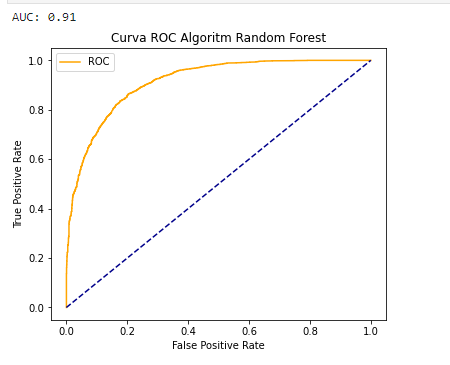 AUC: 0.91
Curva ROC Algoritm Random Forest
ROC
1.0
0.8
0.6
0.4
0.2
0.0
True Positive Rate
0.0 0.2 0.4 0.6 0.8 1.0
False Positive Rate